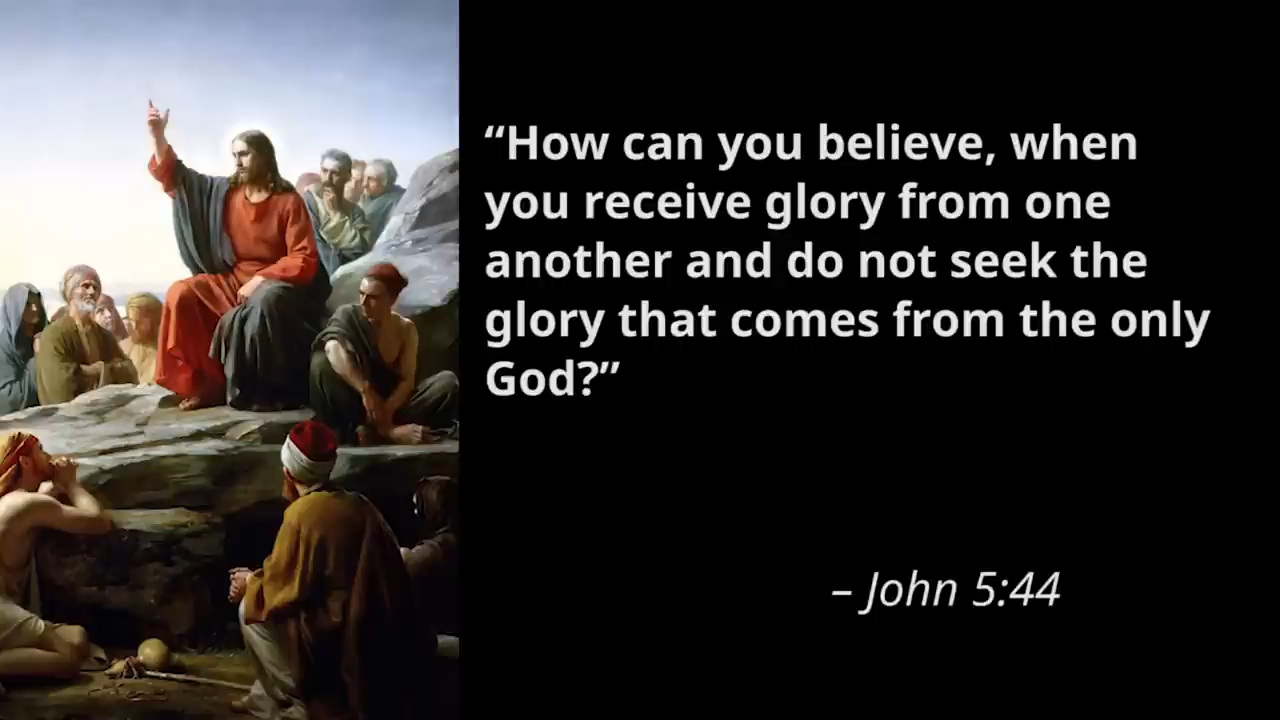 “How can you believe, when
you receive glory from one
another and do not seek the
glory that comes from the only
God?”
– John 5:44